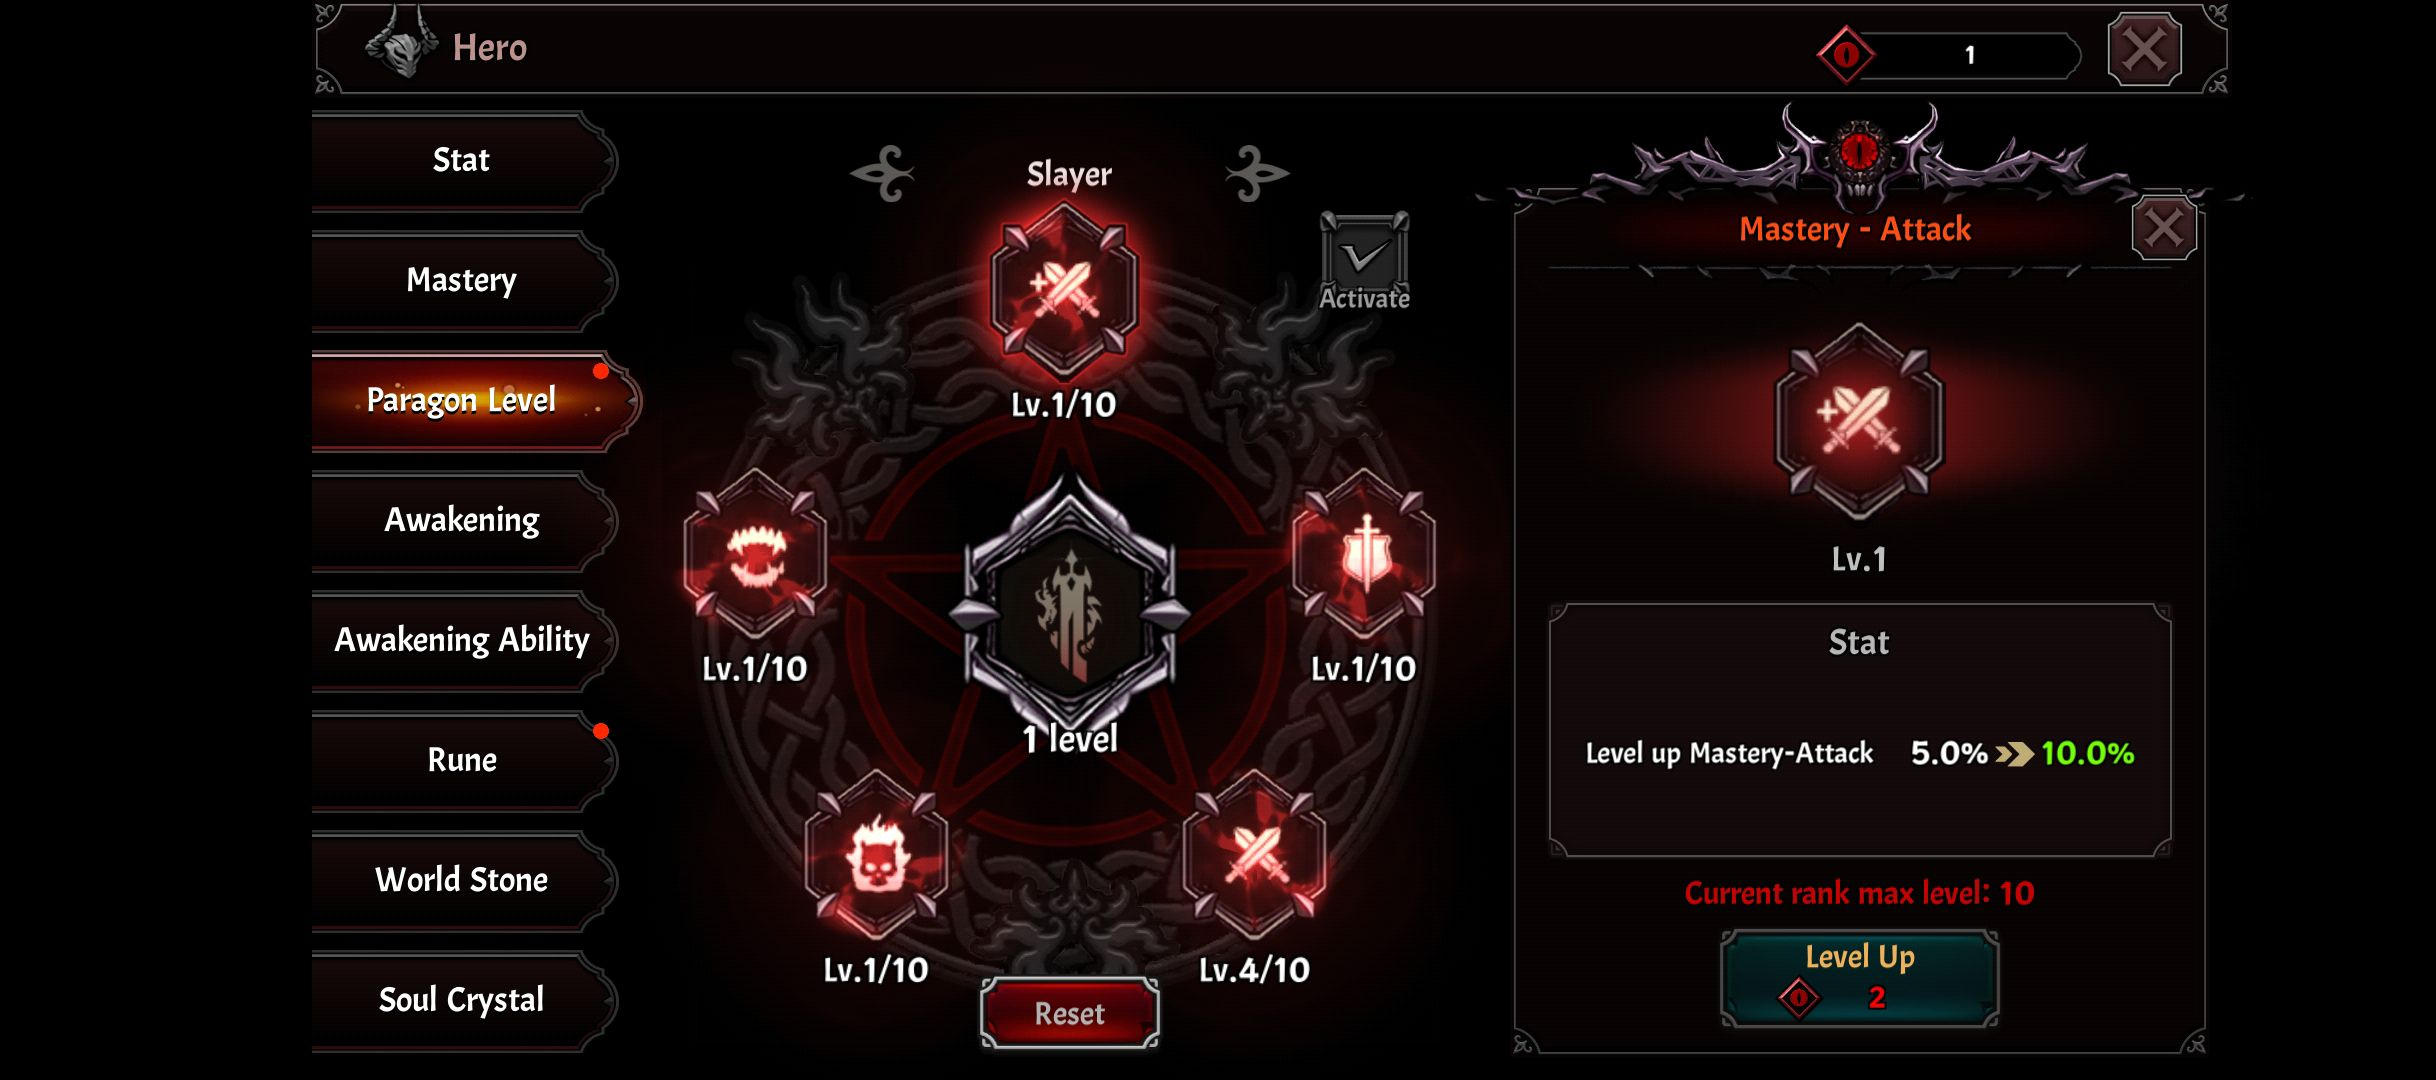 Hero
1
Stat
Mastery
Paragon Level
Awakening
Awakening Ability
Rune
World Stone
Soul Crystal
Slayer
Activate
Lv.1/10
Lv.1/10
Lv.1/10
1 level
Lv.1/10
Lv.4/10
Reset
Mastery - Attack
Lv.1
Stat
Level up Mastery-Attack 5.0% 10.0%
Current rank max level: 10
Level Up
2